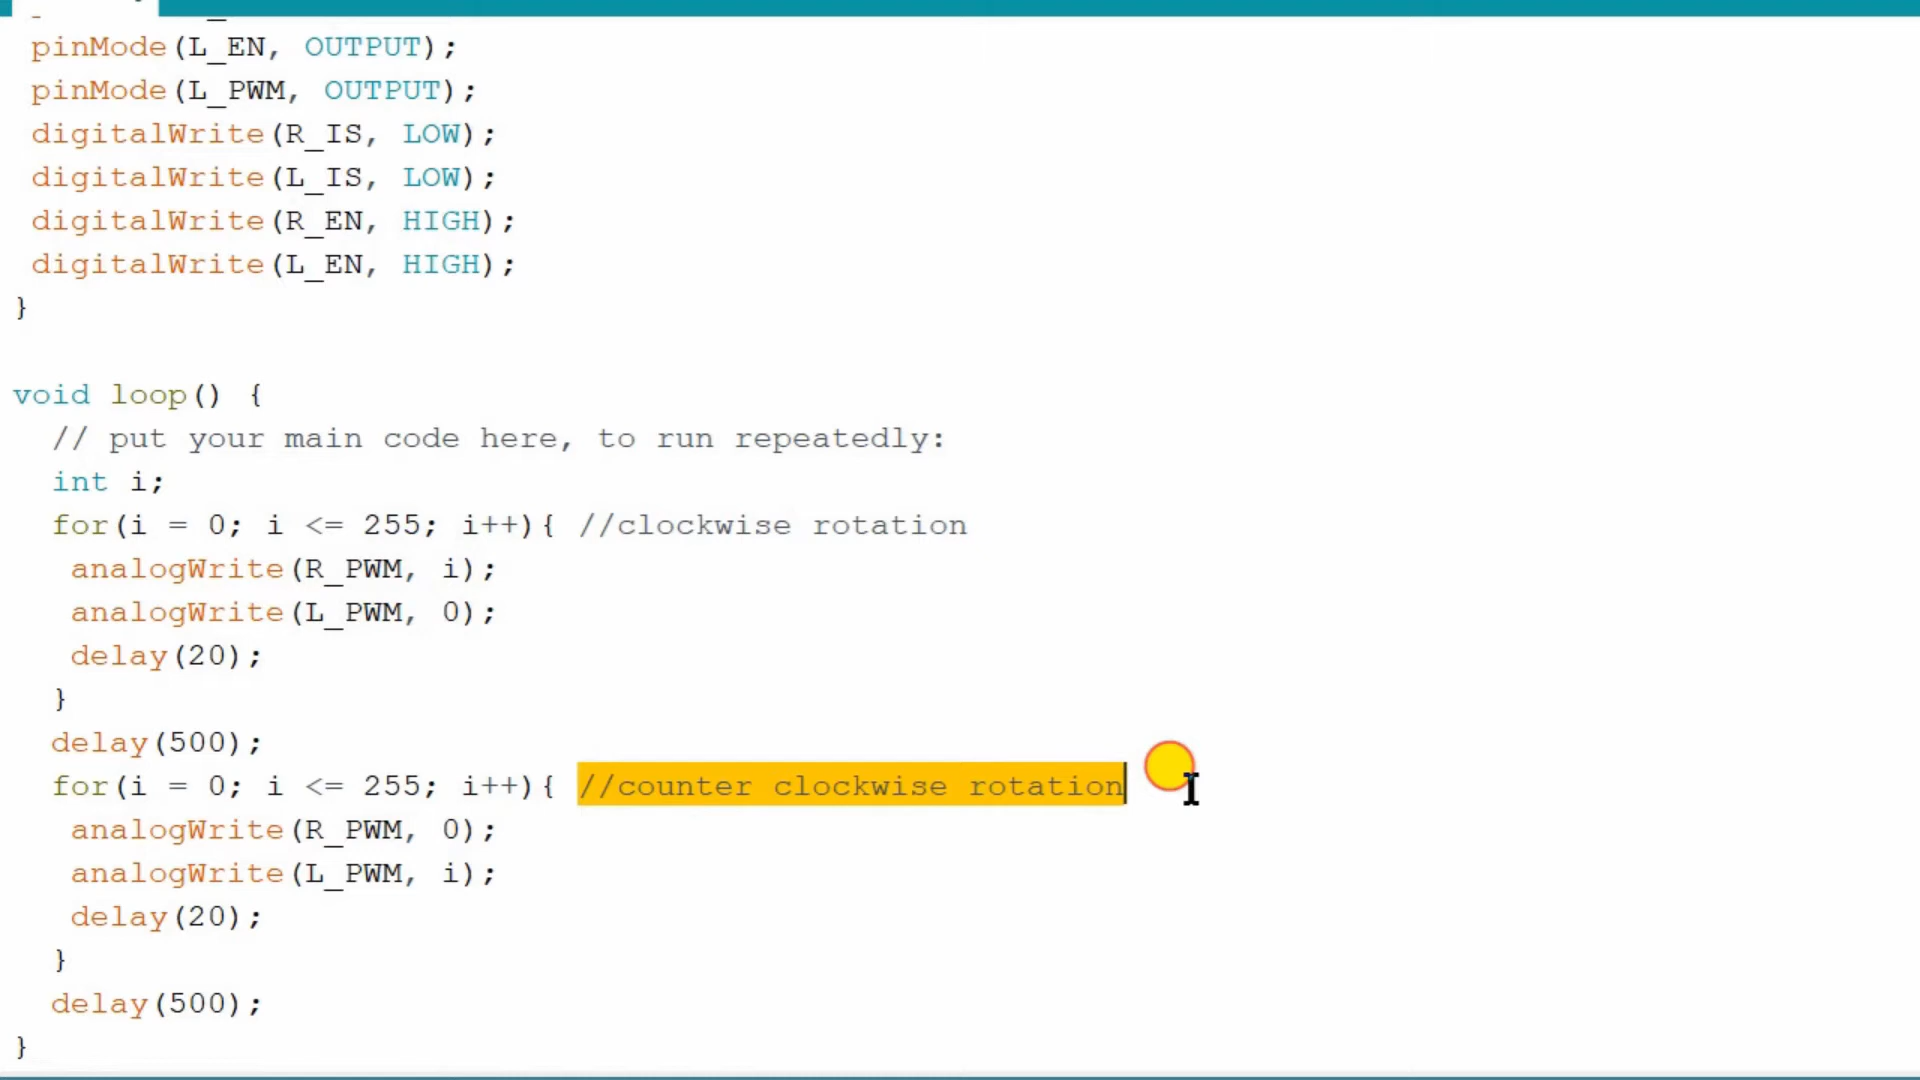 pinMode(L_EN, OUTPUT);
pinMode(L_PWM, OUTPUT);
digitalWrite(R_IS, LOW);
digitalWrite(L_IS, LOW);
digitalWrite(R_EN, HIGH);
digitalWrite(L_EN, HIGH);
}
void loop() {
// put your main code here, to run repeatedly:
int i;
for(i = 0; i <= 255; i++){ //clockwise rotation
analogWrite(R_PWM, i);
analogWrite(L_PWM, 0);
delay(20);
}
delay(500);
for(i = 0; i <= 255; i++){ //counter clockwise rotation
analogWrite(R_PWM, 0);
analogWrite(L_PWM, i);
delay(20);
}
delay(500);
}